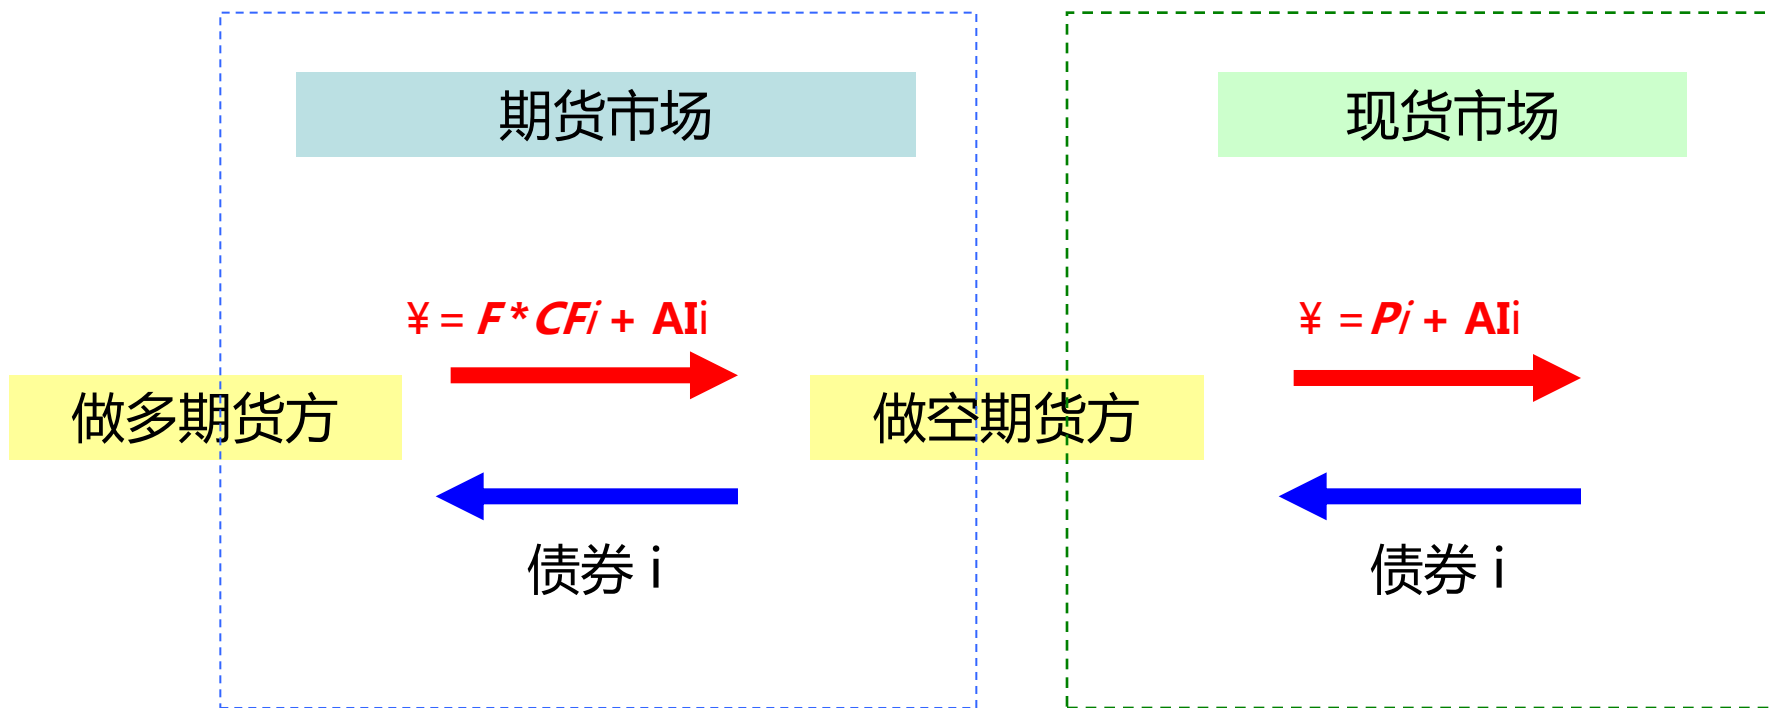 期货市场
现货市场
¥ = F*CFi + AIi
¥ =Pi + AIi
做多期货方
做空期货方
债券 i
债券 i